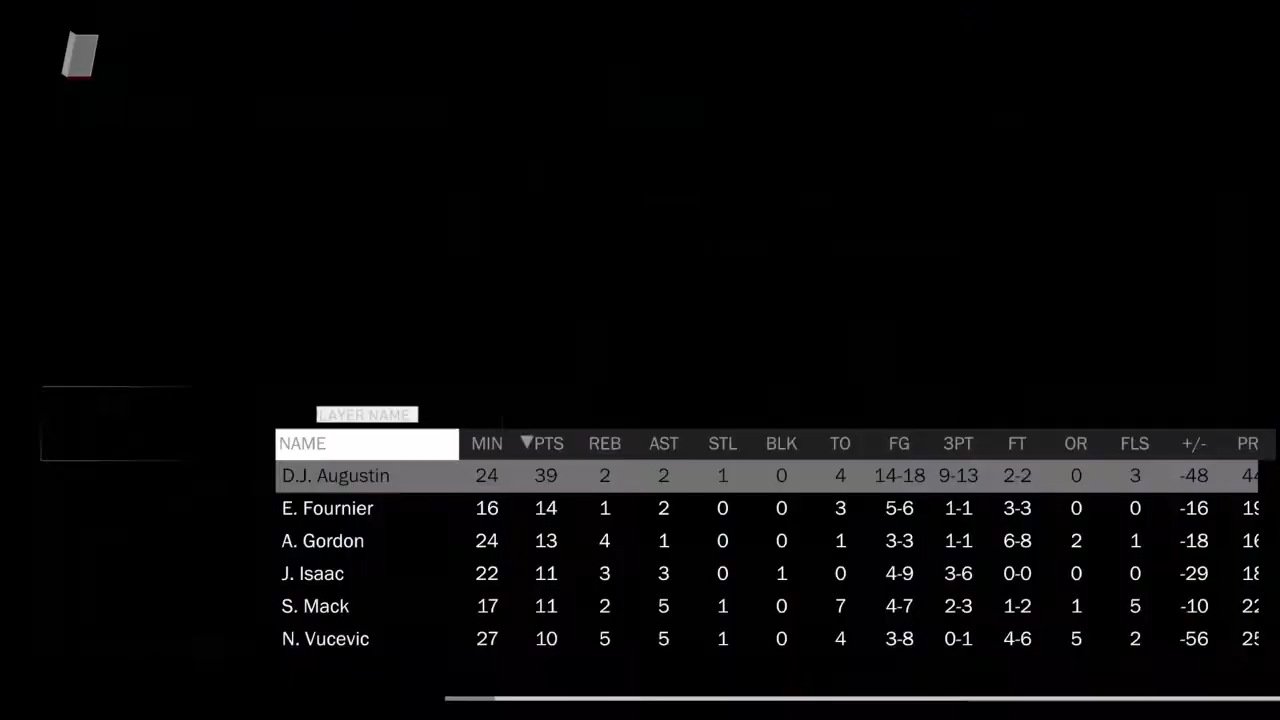 LAYER NAME
NAME MIN ▼PTS REB AST STL BLK TO FG 3PT FT OR FLS +/- PR
D.J. Augustin 24 39 2 2 1 0 4 14-18 9-13 2-2 0 3 -48 44
E. Fournier 16 14 1 2 0 0 3 5-6 1-1 3-3 0 0 -16 19
A. Gordon 24 13 4 1 0 0 1 3-3 1-1 6-8 2 1 -18 16
J. Isaac 22 11 3 3 0 1 0 4-9 3-6 0-0 0 0 -29 18
S. Mack 17 11 2 5 1 0 7 4-7 2-3 1-2 1 5 -10 22
N. Vucevic 27 10 5 5 1 0 4 3-8 0-1 4-6 5 2 -56 25